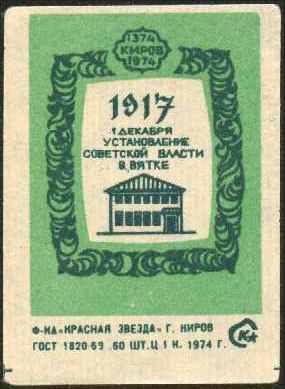 1374
КИРОВ
1974
1917
1 ДЕКАБРЯ
УСТАНОВЛЕНИЕ
СОВЕТСКОЙ ВЛАСТИ
В ВЯТКЕ
Ф-КА «КРАСНАЯ ЗВЕЗДА» Г. КИРОВ
ГОСТ 1820-69 60 ШТ. Ц 1 К. 1974 Г.